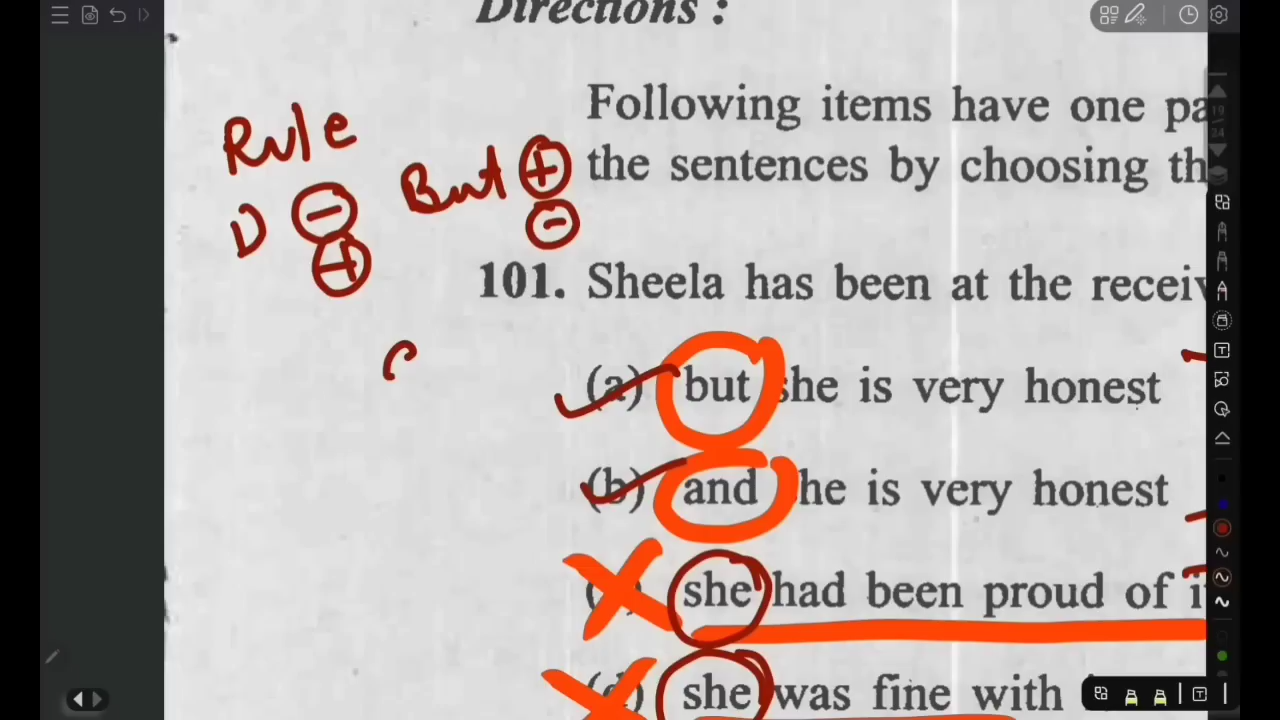 Directions :
Following items have one pa
the sentences by choosing th
Rule
1) − But +
+ −
101. Sheela has been at the recei
(a) but she is very honest
(b) and she is very honest
she had been proud of i
(d) she was fine with